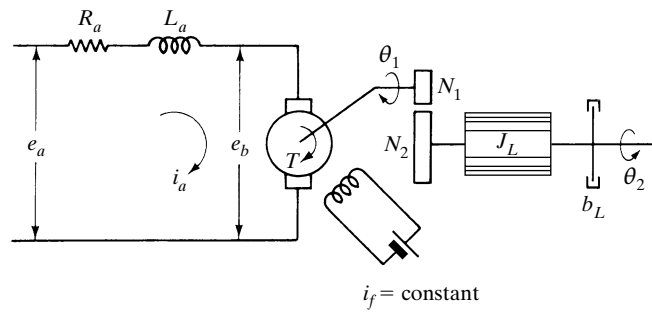 R_a
L_a
θ_1
N_1
e_a
i_a
e_b
T
N_2
J_L
b_L
θ_2
i_f = constant